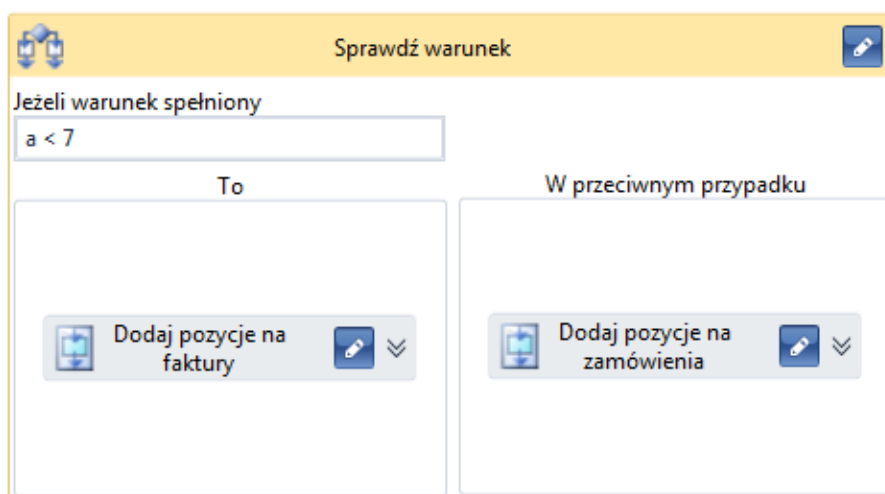 Sprawdź warunek
Jeżeli warunek spełniony
a < 7
To
W przeciwnym przypadku
Dodaj pozycje na
faktury
Dodaj pozycje na
zamówienia